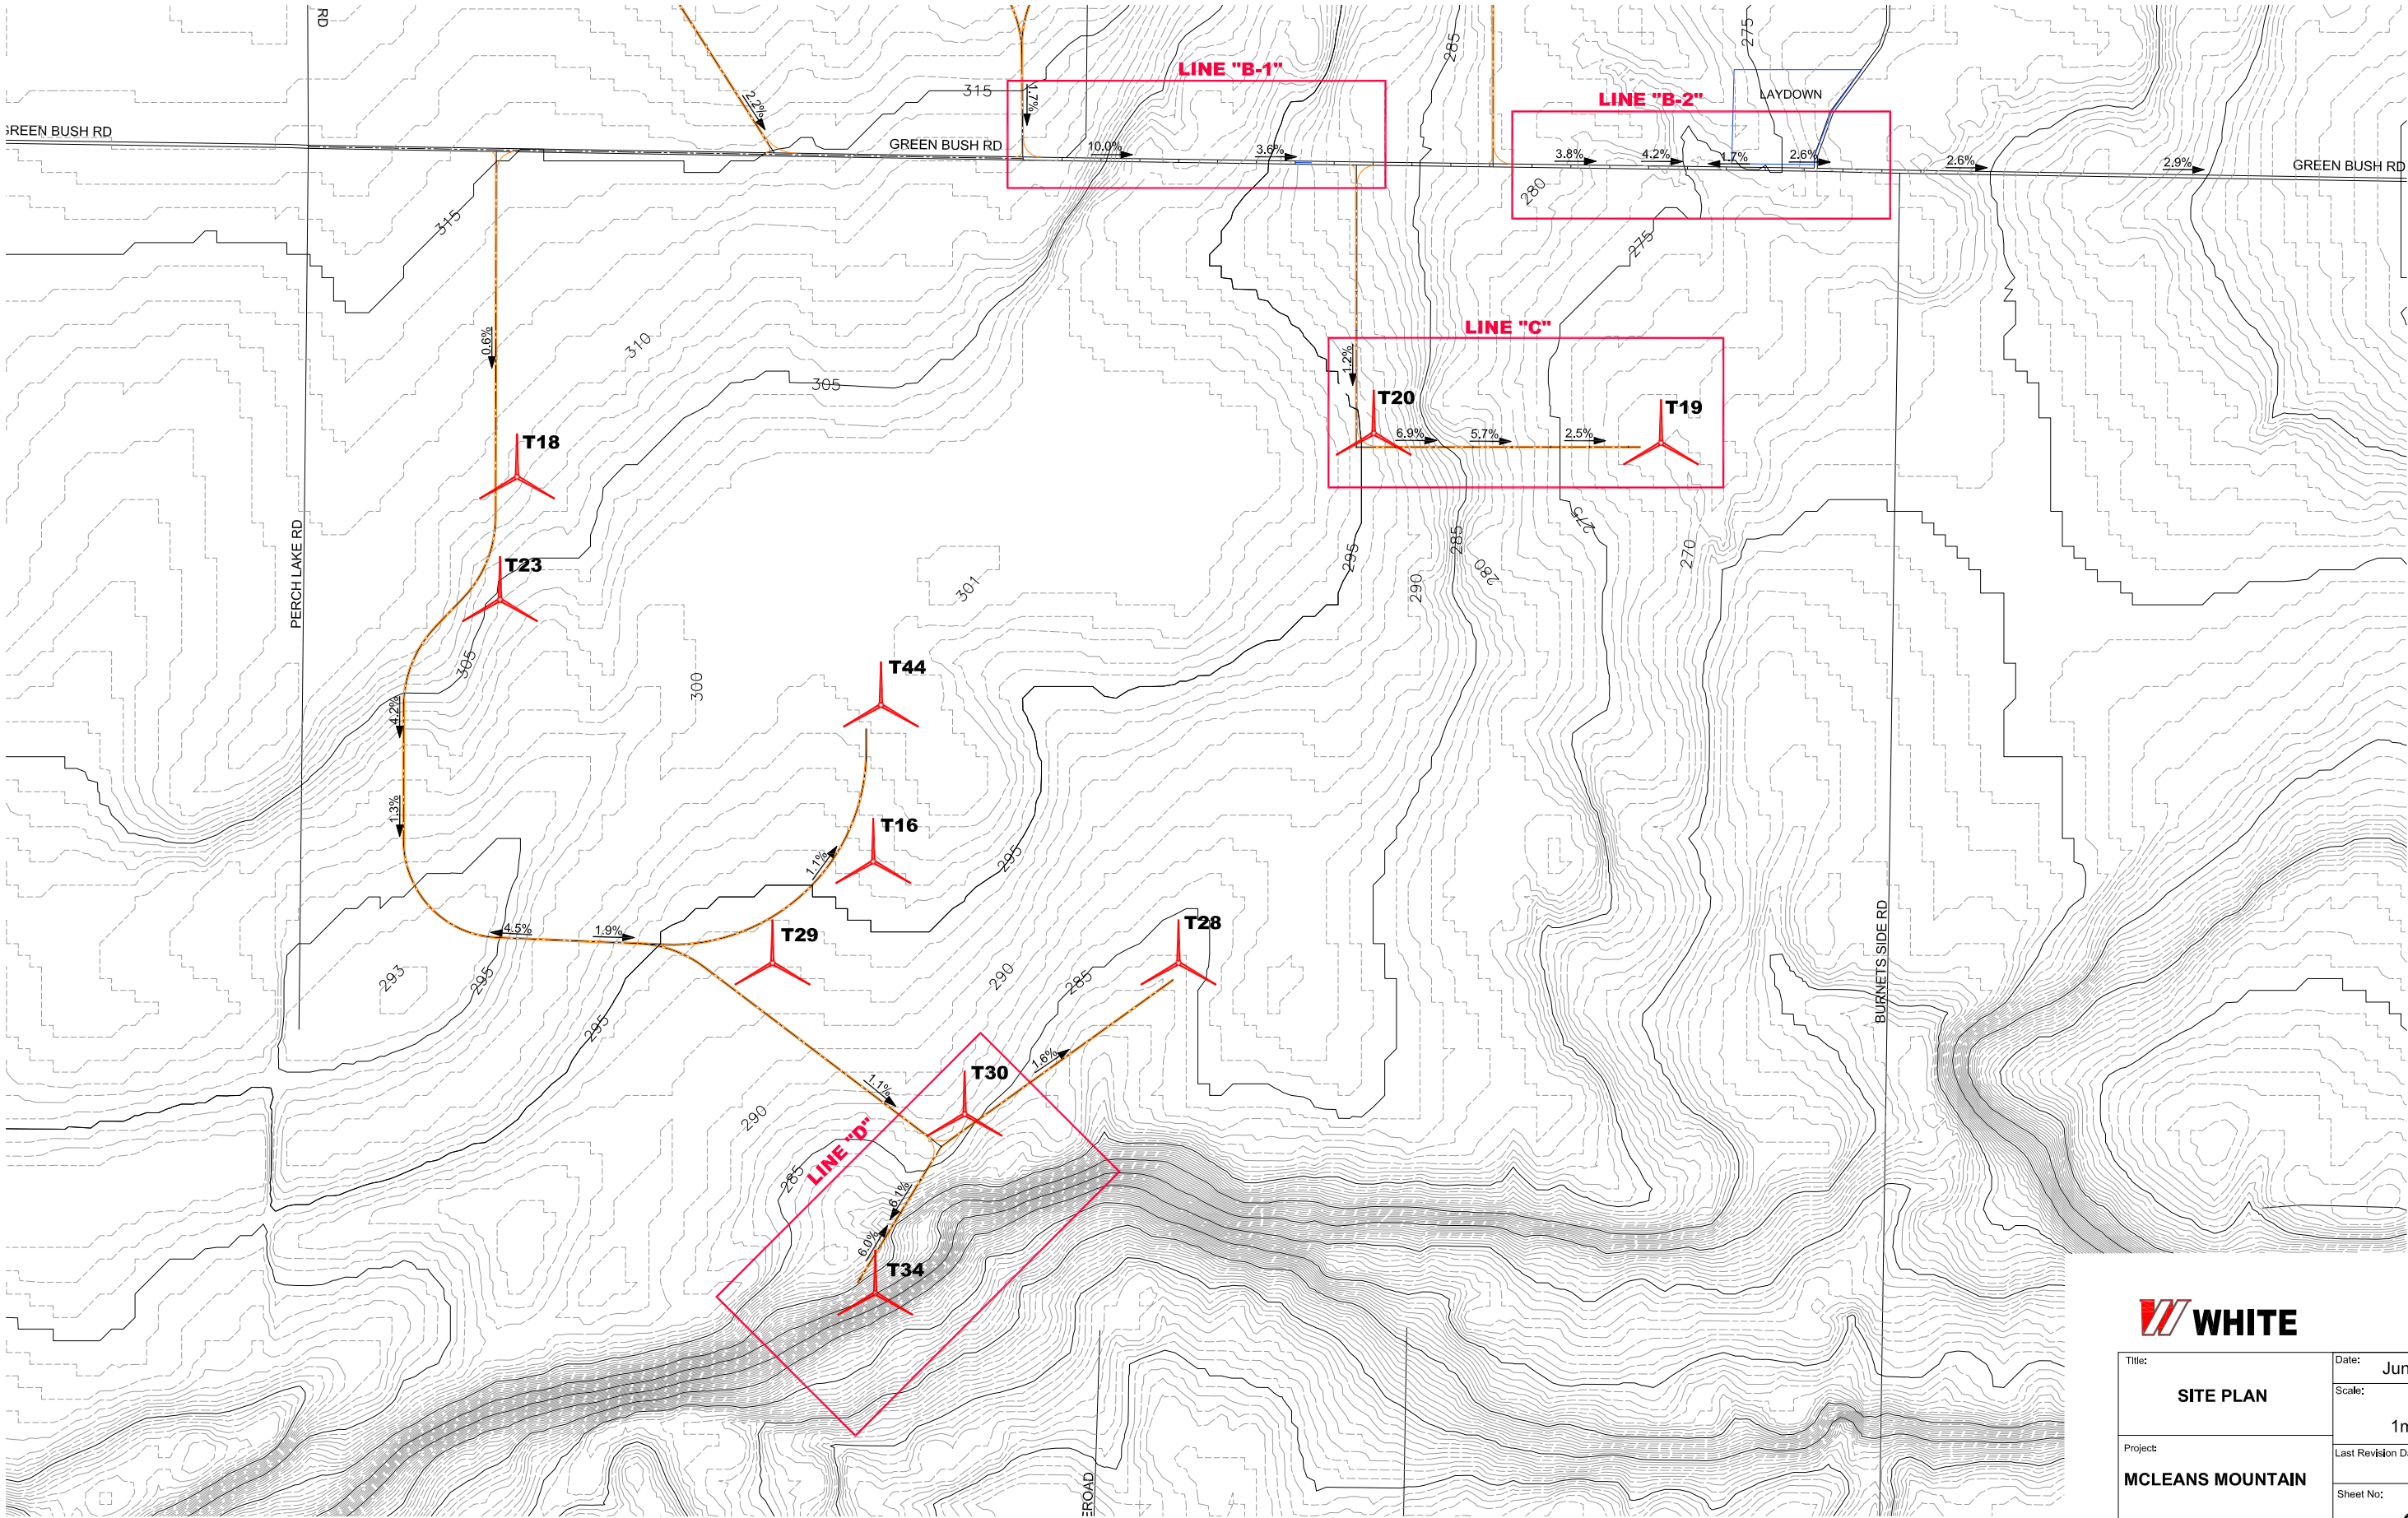 RD
GREEN BUSH RD
2.2%
315
1.7%
LINE "B-1"
GREEN BUSH RD
10.0%
3.6%
285
275
LAYDOWN
LINE "B-2"
3.8%
4.2%
1.7%
2.6%
2.6%
2.9%
GREEN BUSH RD
280
315
275
0.6%
310
305
LINE "C"
1.2%
T20
T19
6.9%
5.7%
2.5%
T18
PERCH LAKE RD
T23
301
295
285
280
290
275
270
305
300
T44
4.2%
1.3%
T16
1.1%
295
4.5%
1.9%
T29
T28
293
295
295
290
285
BURNETS SIDE RD
1.6%
1.1%
T30
290
LINE "D"
285
6.1%
6.0%
T34
EROAD
WHITE
Title:
SITE PLAN
Date:
Jun
Scale:
1m
Project:
MCLEANS MOUNTAIN
Last Revision Da
Sheet No: